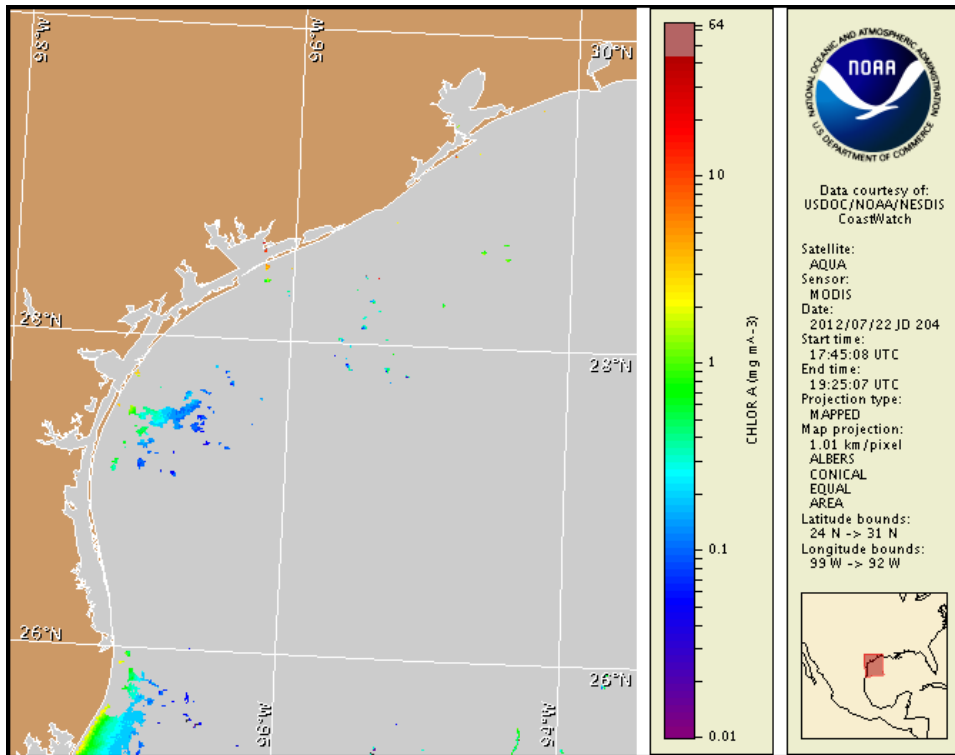 98°W
96°W
30°N
28°N
28°N
26°N
26°N
96°W
94°W
64
10
1
0.1
0.01
CHLOR A (mg m^-3)
NATIONAL OCEANIC AND ATMOSPHERIC ADMINISTRATION
NOAA
U.S. DEPARTMENT OF COMMERCE
Data courtesy of:
USDOC/NOAA/NESDIS
CoastWatch
Satellite:
AQUA
Sensor:
MODIS
Date:
2012/07/22 JD 204
Start time:
17:45:08 UTC
End time:
19:25:07 UTC
Projection type:
MAPPED
Map projection:
1.01 km/pixel
ALBERS
CONICAL
EQUAL
AREA
Latitude bounds:
24 N -> 31 N
Longitude bounds:
99 W -> 92 W